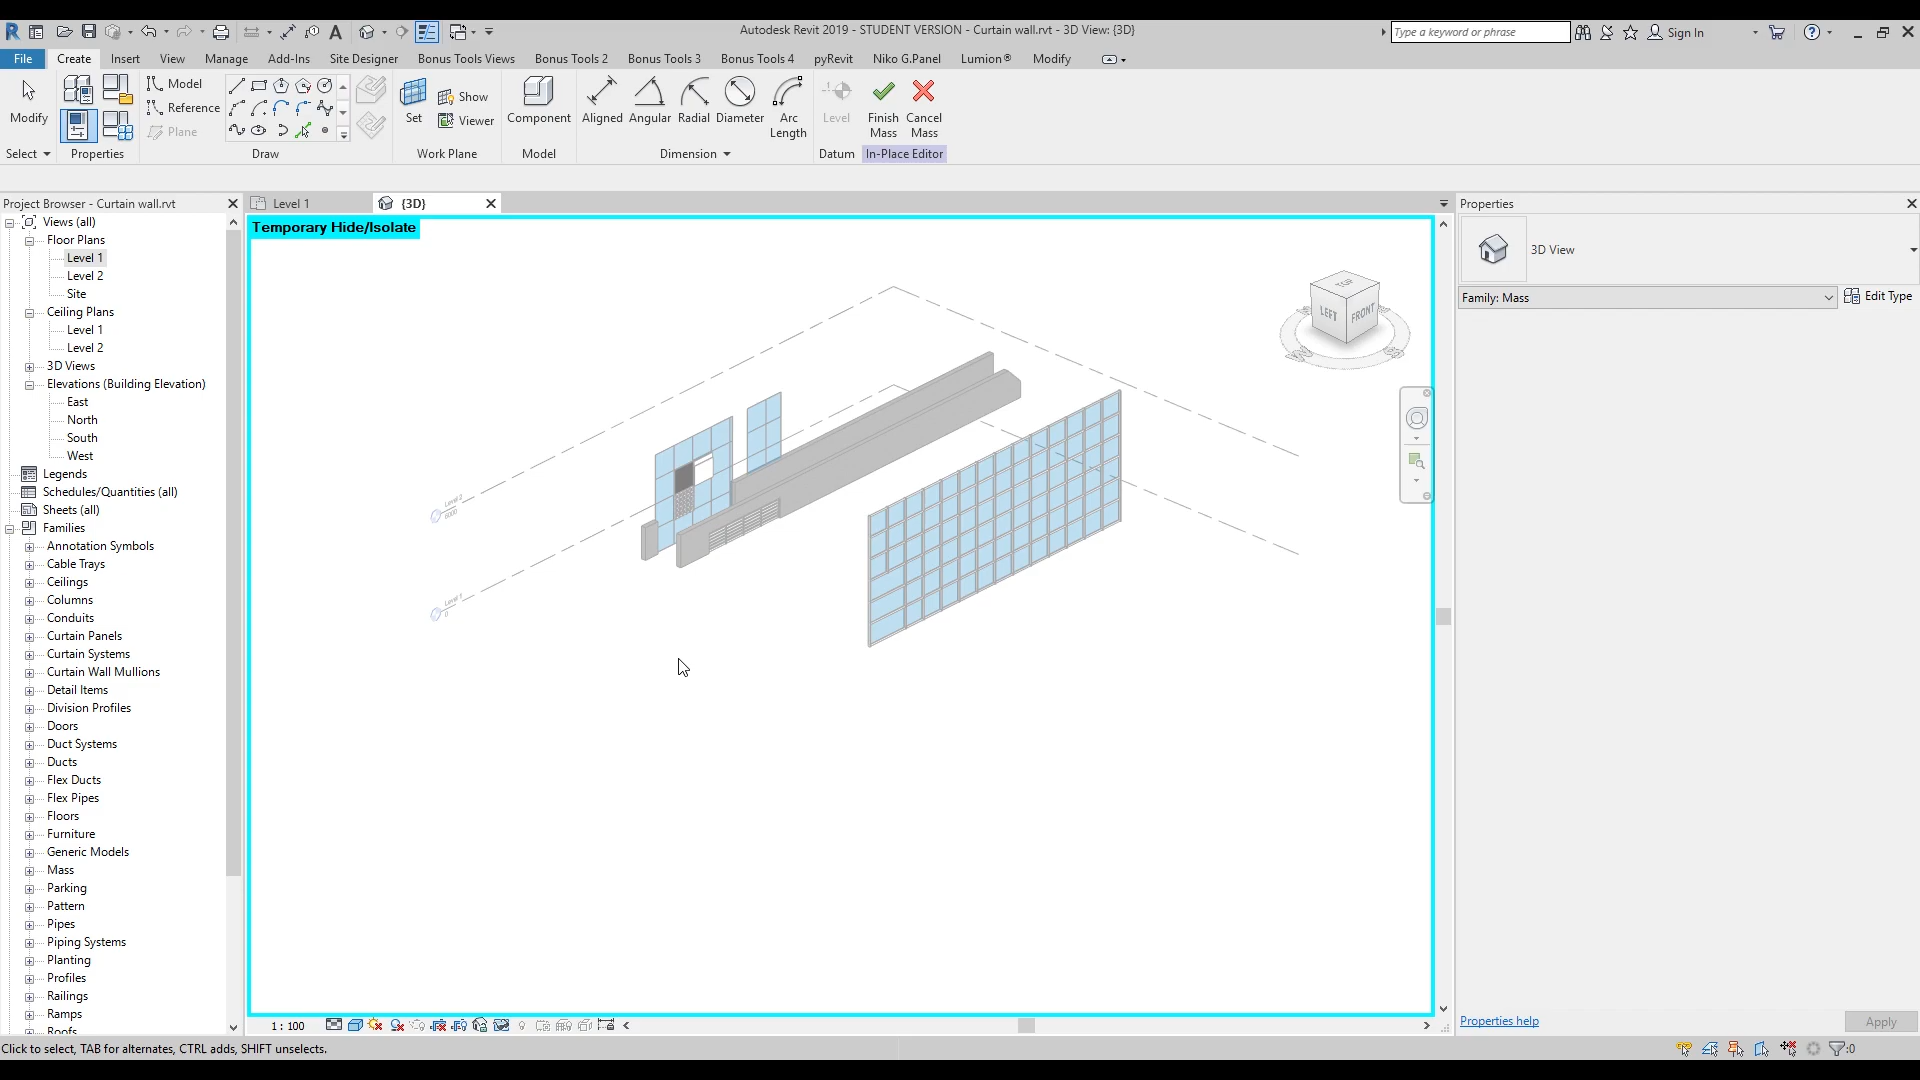 Autodesk Revit 2019 - STUDENT VERSION - Curtain wall.rvt - 3D View: {3D}
Type a keyword or phrase
Sign In
File Create Insert View Manage Add-Ins Site Designer Bonus Tools Views Bonus Tools 2 Bonus Tools 3 Bonus Tools 4 pyRevit Niko G.Panel Lumion® Modify
Modify
Model
Reference
Plane
Set
Show
Viewer
Component
Aligned
Angular
Radial
Diameter
Arc
Length
Level
Finish
Mass
Cancel
Mass
Select Properties Draw Work Plane Model Dimension Datum In-Place Editor
Project Browser - Curtain wall.rvt
Level 1
{3D}
Properties
Views (all)
Floor Plans
Level 1
Level 2
Site
Ceiling Plans
Level 1
Level 2
3D Views
Elevations (Building Elevation)
East
North
South
West
Legends
Schedules/Quantities (all)
Sheets (all)
Families
Annotation Symbols
Cable Trays
Ceilings
Columns
Conduits
Curtain Panels
Curtain Systems
Curtain Wall Mullions
Detail Items
Division Profiles
Doors
Duct Systems
Ducts
Flex Ducts
Flex Pipes
Floors
Furniture
Generic Models
Mass
Parking
Pattern
Pipes
Piping Systems
Planting
Profiles
Railings
Ramps
Roofs
Temporary Hide/Isolate
TOP
LEFT
FRONT
Level 2
Level 1
0
3D View
Family: Mass
Edit Type
Properties help
Apply
1 : 100
Click to select, TAB for alternates, CTRL adds, SHIFT unselects.
:0